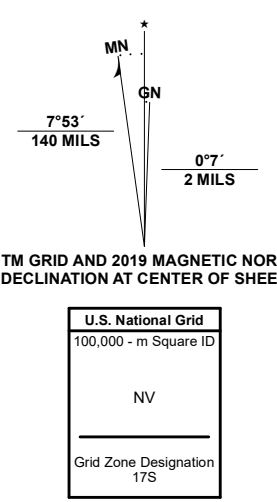 ★
MN
GN
7°53´
140 MILS
0°7´
2 MILS
TM GRID AND 2019 MAGNETIC NOR
DECLINATION AT CENTER OF SHEE
U.S. National Grid
100,000 - m Square ID
NV
Grid Zone Designation
17S